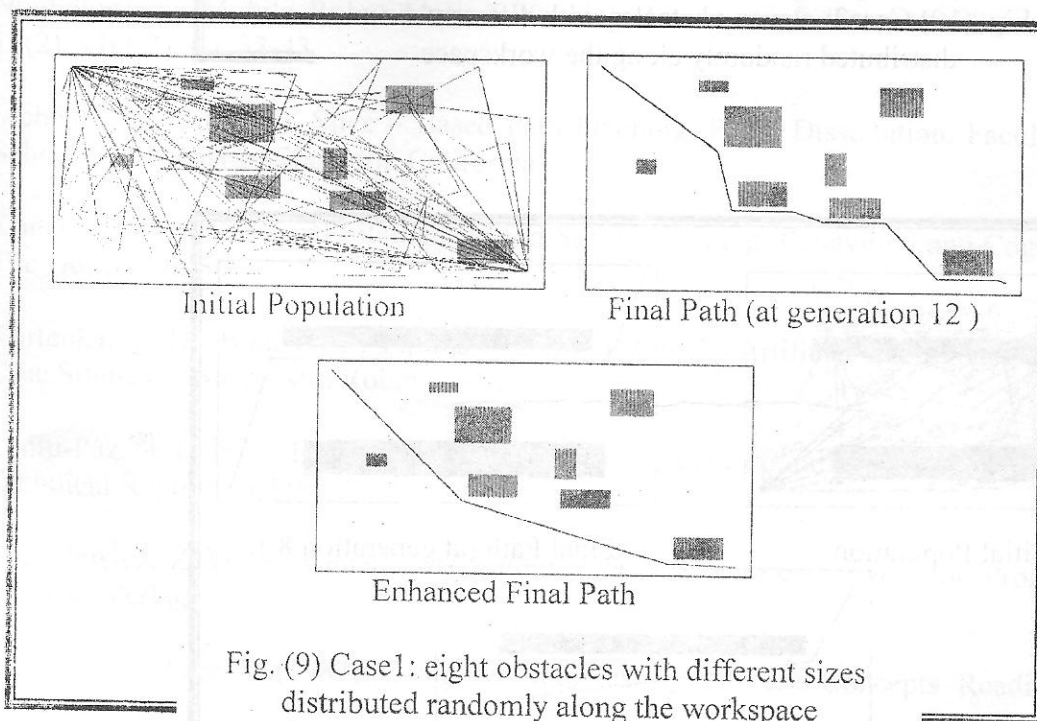 Initial Population
Final Path (at generation 12 )
Enhanced Final Path
Fig. (9) Case1: eight obstacles with different sizes
distributed randomly along the workspace